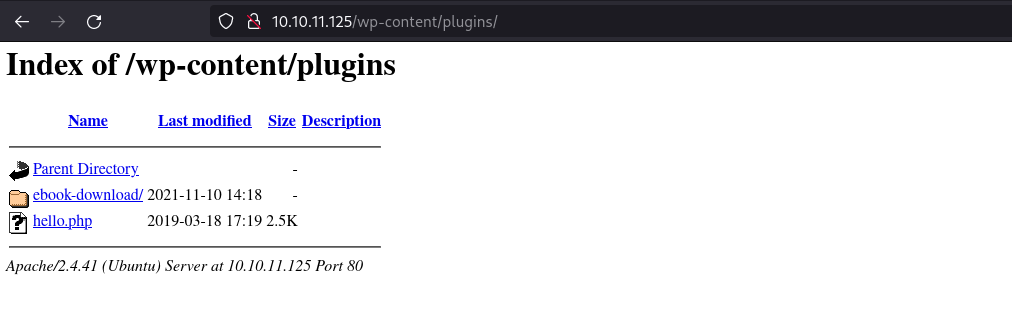 10.10.11.125/wp-content/plugins/
Index of /wp-content/plugins
Name Last modified Size Description
Parent Directory -
ebook-download/ 2021-11-10 14:18 -
hello.php 2019-03-18 17:19 2.5K
Apache/2.4.41 (Ubuntu) Server at 10.10.11.125 Port 80